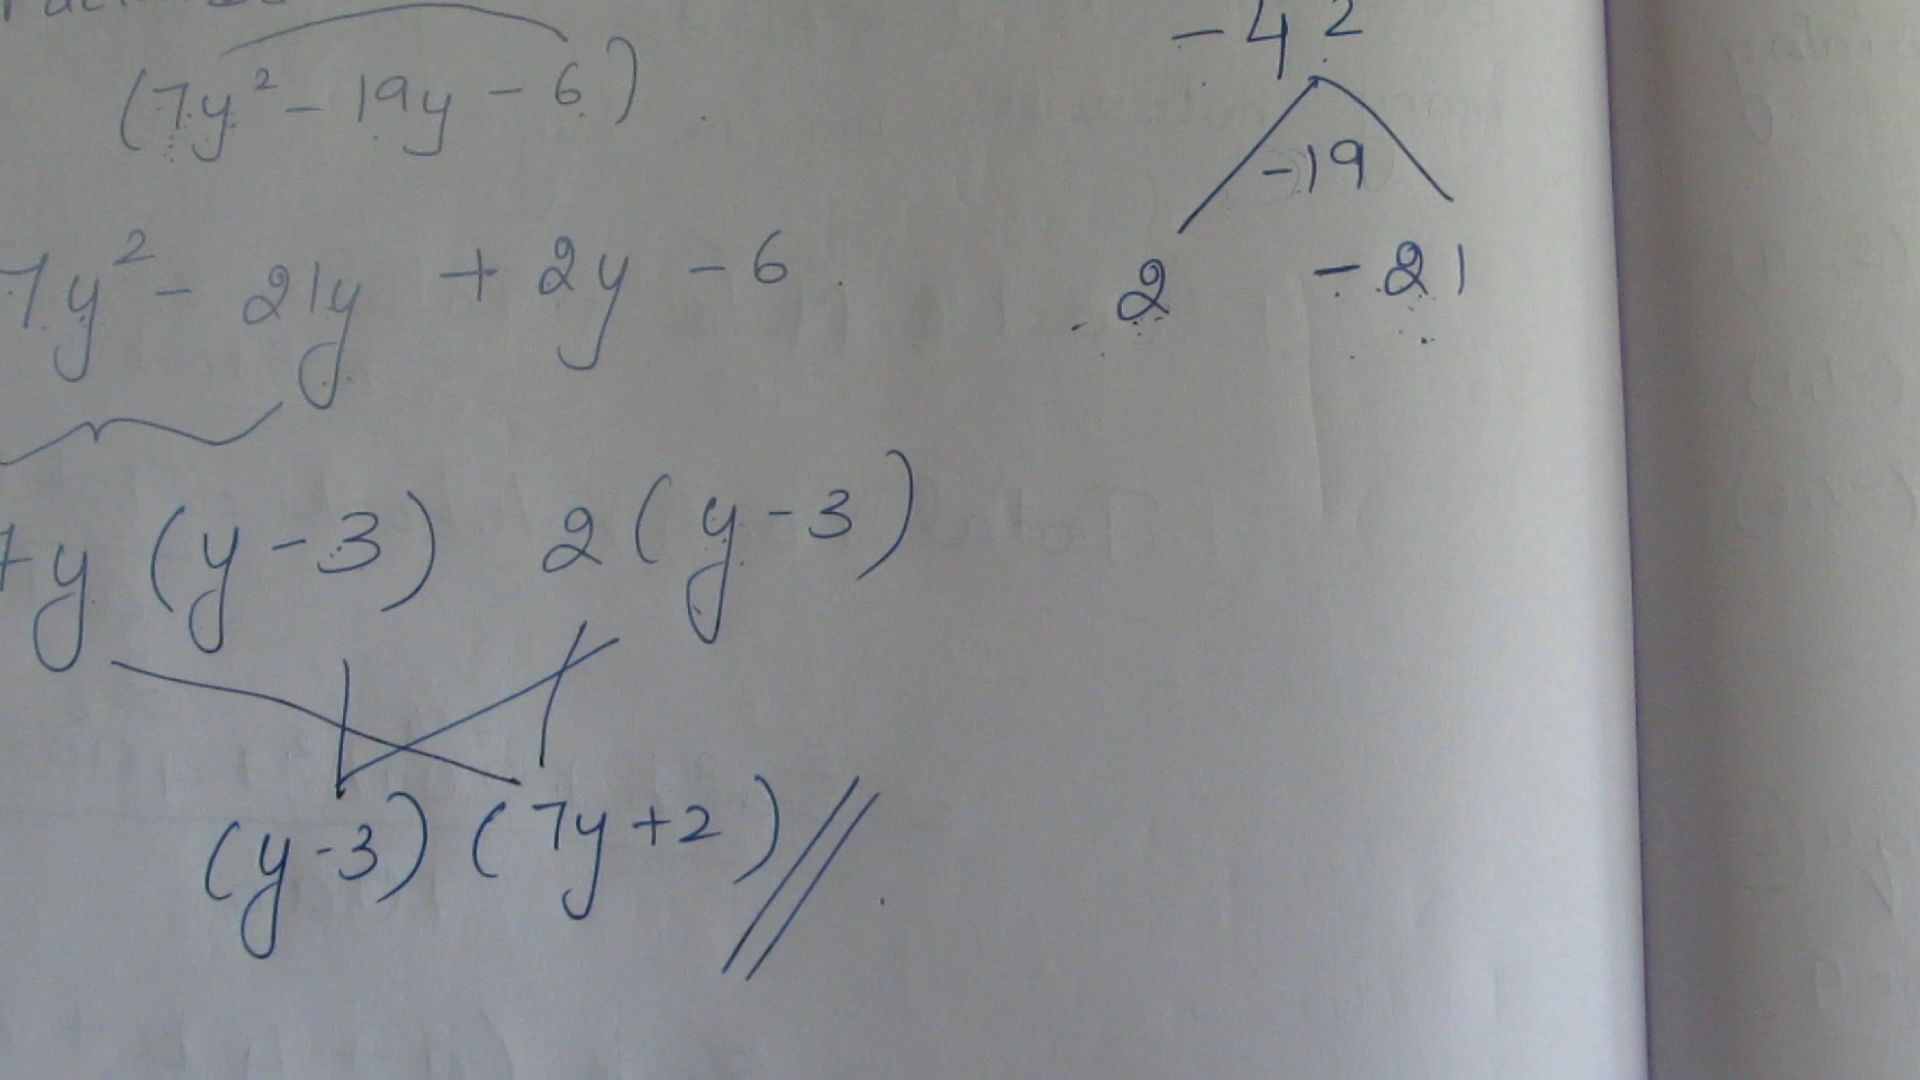 (7y² - 19y - 6)
7y² - 21y + 2y - 6
7y (y - 3) 2 (y - 3)
(y - 3) (7y + 2) //
-42
-19
2 -21